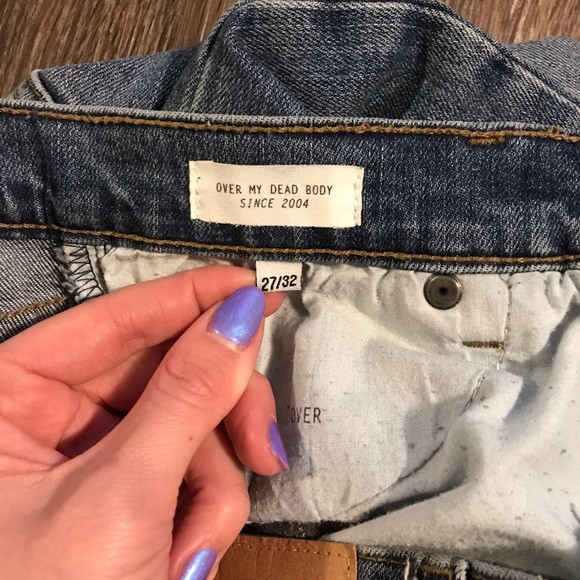 OVER MY DEAD BODY
SINCE 2004
27/32
OVER